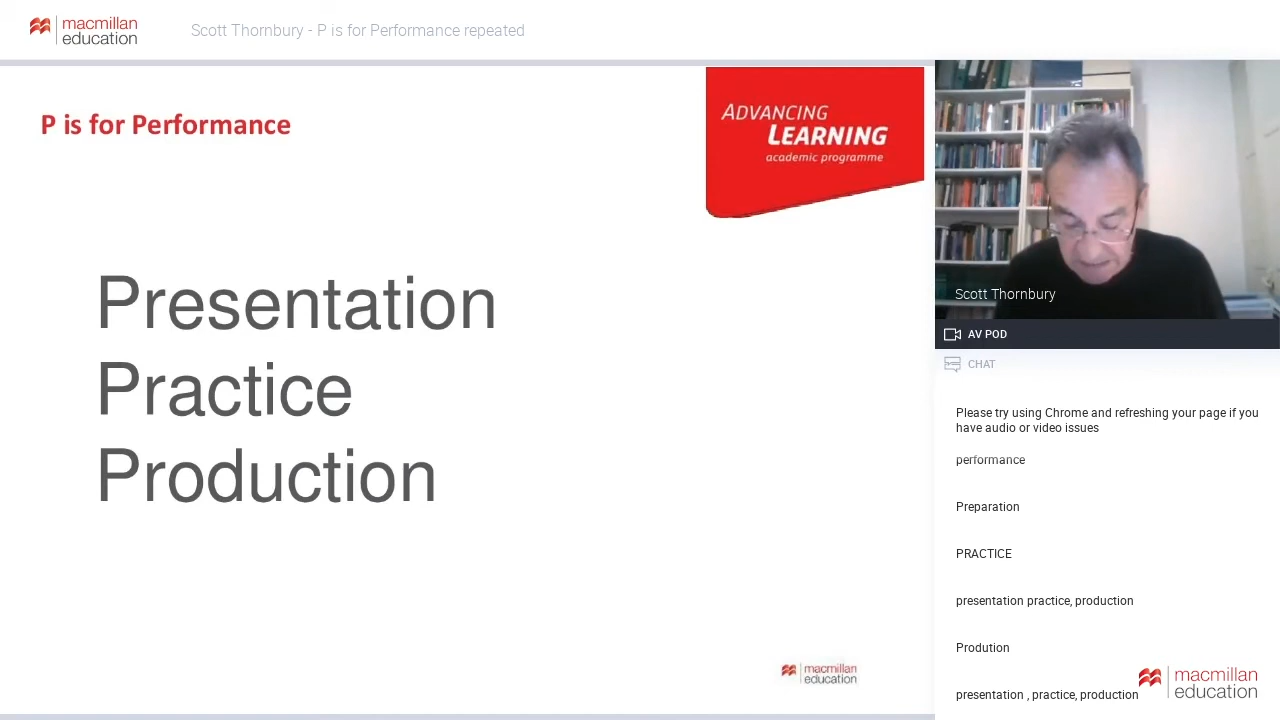 macmillan
education
Scott Thornbury - P is for Performance repeated
P is for Performance
ADVANCING
LEARNING
academic programme
Presentation
Practice
Production
macmillan
education
Scott Thornbury
AV POD
CHAT
Please try using Chrome and refreshing your page if you
have audio or video issues
performance
Preparation
PRACTICE
presentation practice, production
Prodution
presentation , practice, production
macmillan
education